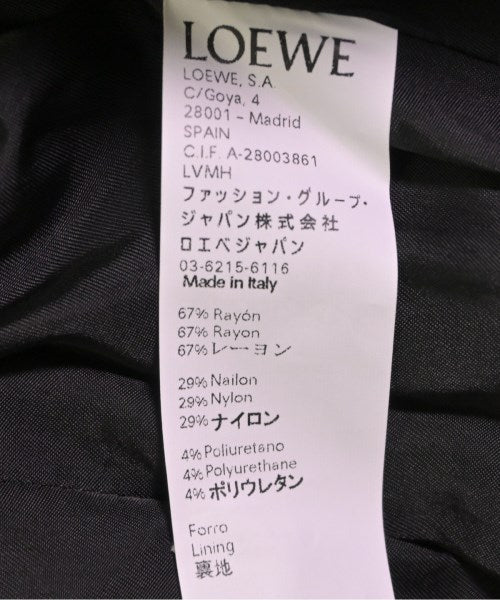 LOEWE
LOEWE, S.A.
C/Goya, 4
28001 - Madrid
SPAIN
C.I.F. A-28003861
LVMH
ファッション・グループ・
ジャパン株式会社
ロエベジャパン
03-6215-6116
Made in Italy
67% Rayón
67% Rayon
67% レーヨン
29% Nailon
29% Nylon
29% ナイロン
4% Poliuretano
4% Polyurethane
4% ポリウレタン
Forro
Lining
裏地